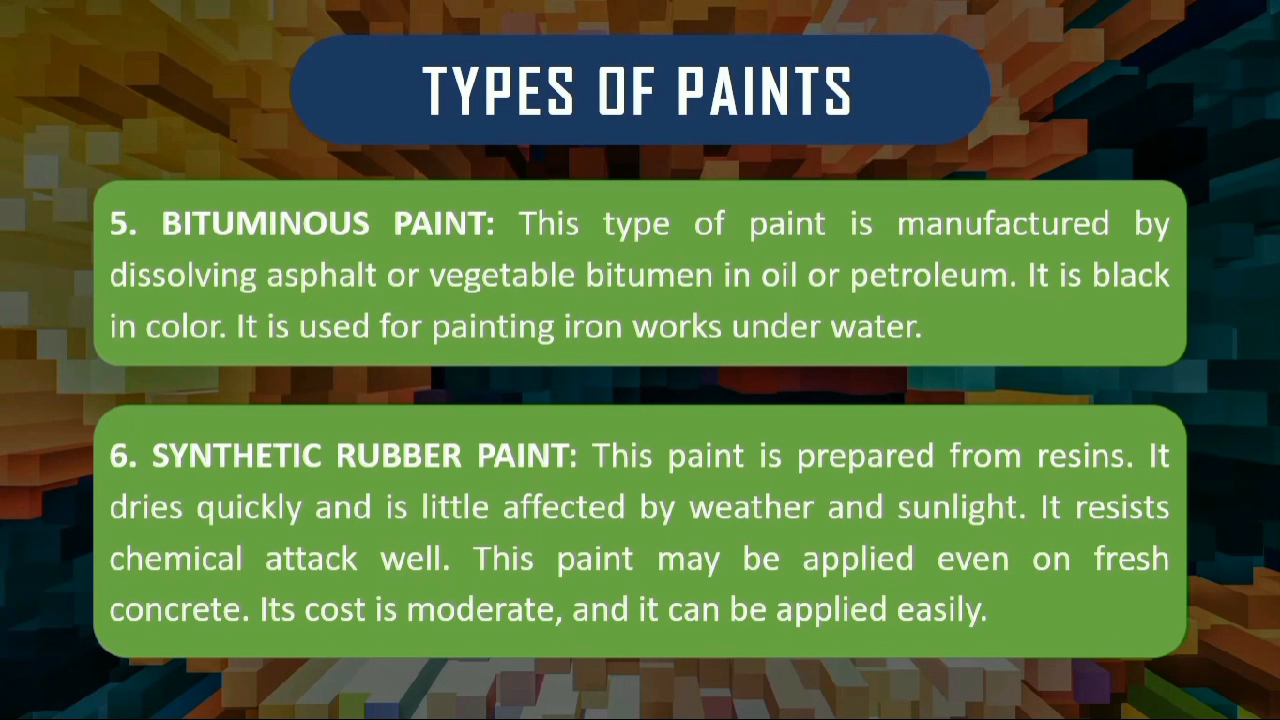 TYPES OF PAINTS
5. BITUMINOUS PAINT: This type of paint is manufactured by
dissolving asphalt or vegetable bitumen in oil or petroleum. It is black
in color. It is used for painting iron works under water.
6. SYNTHETIC RUBBER PAINT: This paint is prepared from resins. It
dries quickly and is little affected by weather and sunlight. It resists
chemical attack well. This paint may be applied even on fresh
concrete. Its cost is moderate, and it can be applied easily.